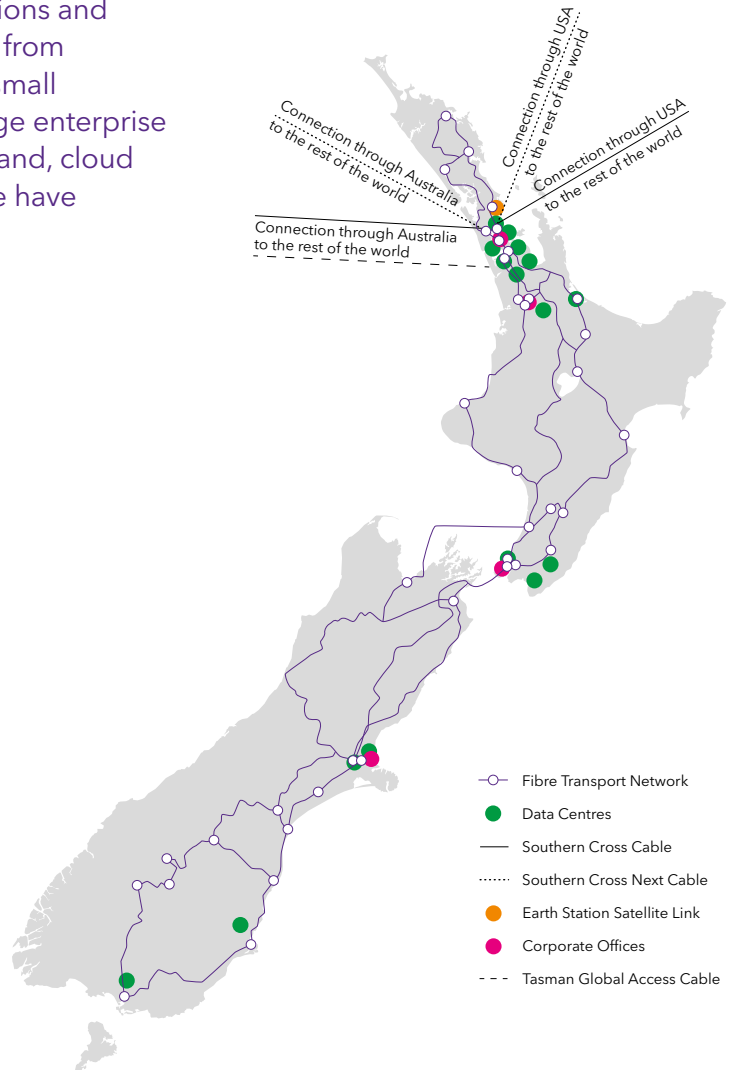 ions and
from
small
ge enterprise
and, cloud
e have
Connection through USA
to the rest of the world
Connection through USA
to the rest of the world
Connection through Australia
to the rest of the world
Connection through Australia
to the rest of the world
Fibre Transport Network
Data Centres
Southern Cross Cable
Southern Cross Next Cable
Earth Station Satellite Link
Corporate Offices
Tasman Global Access Cable